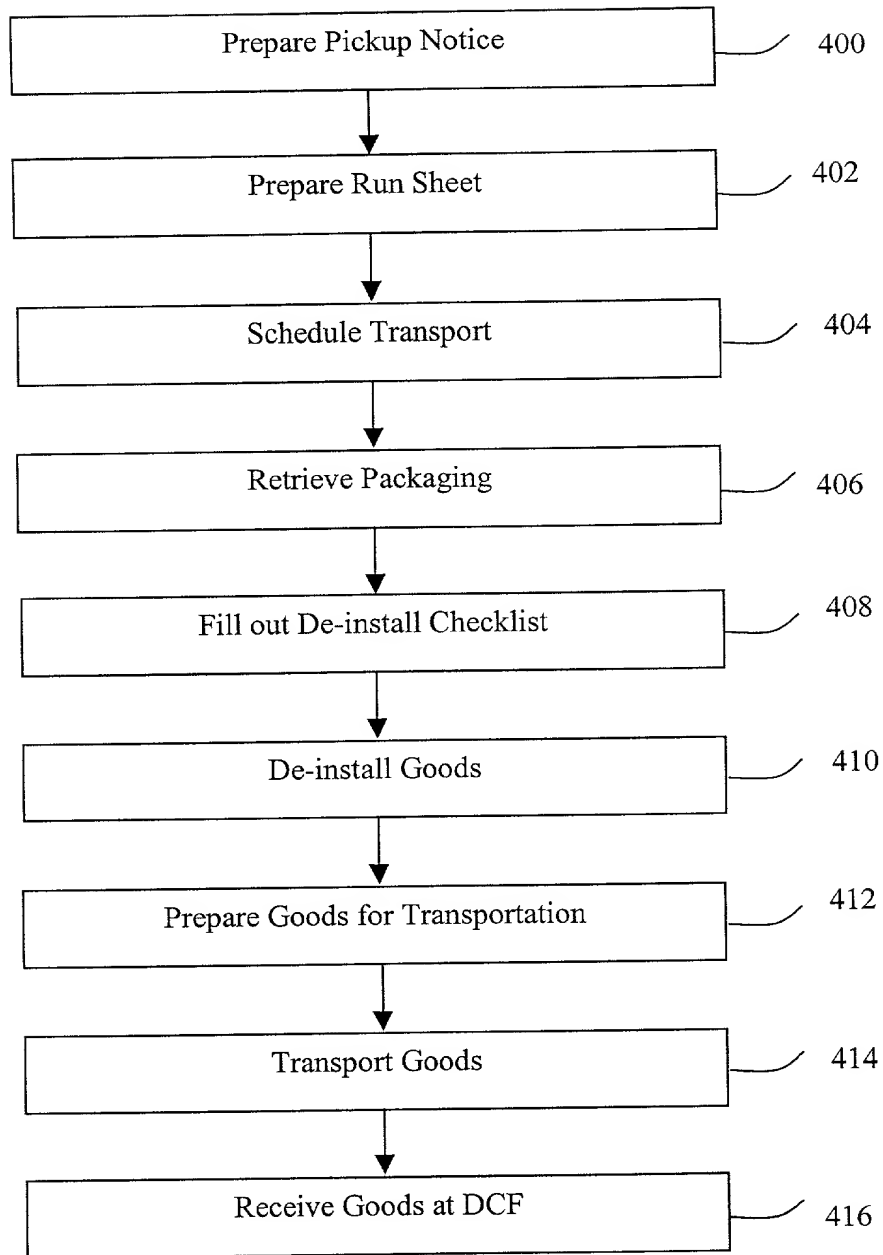 Prepare Pickup Notice 400
Prepare Run Sheet 402
Schedule Transport 404
Retrieve Packaging 406
Fill out De-install Checklist 408
De-install Goods 410
Prepare Goods for Transportation 412
Transport Goods 414
Receive Goods at DCF 416